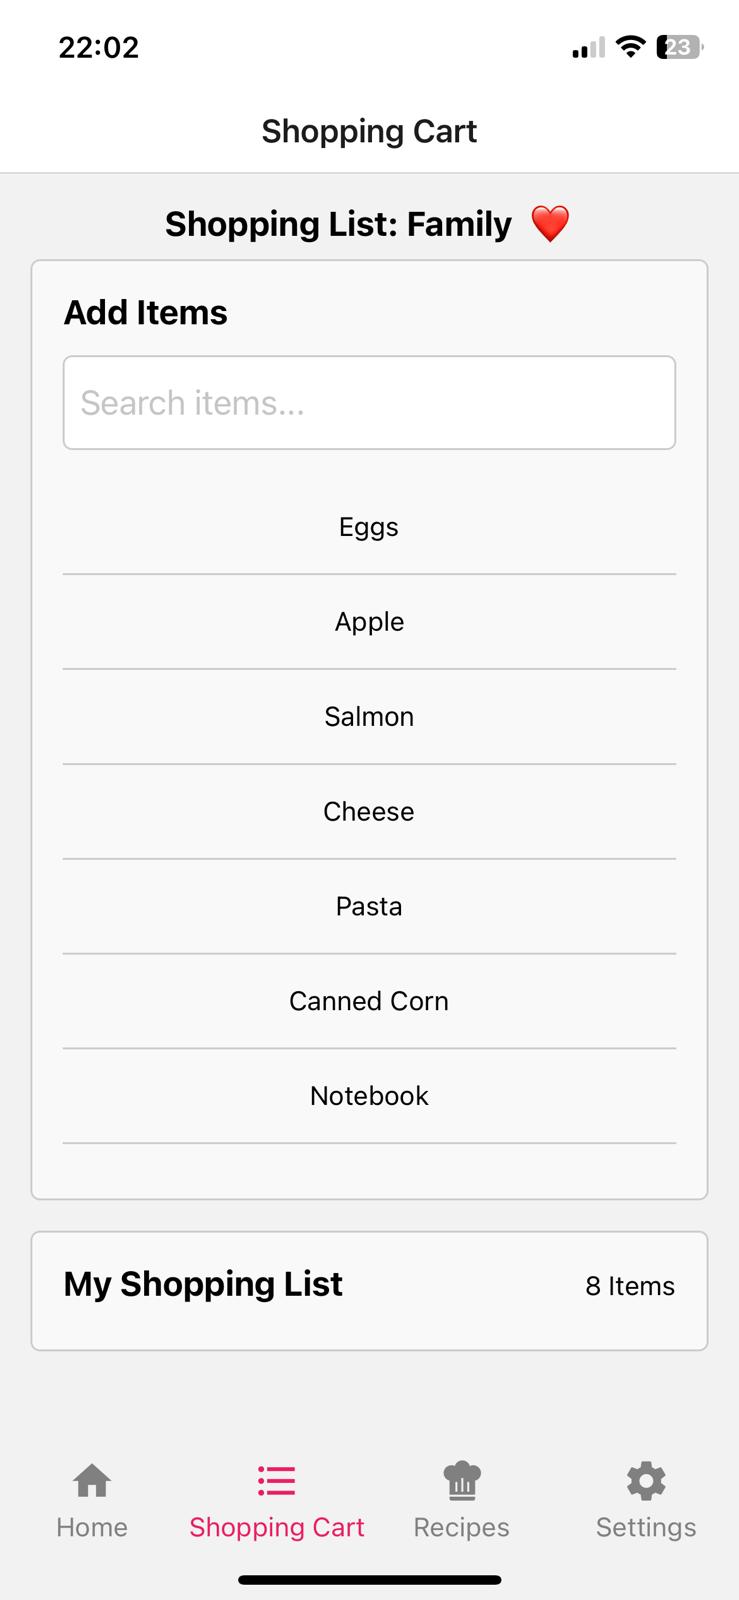 22:02
23
Shopping Cart
Shopping List: Family ❤️
Add Items
Search items...
Eggs
Apple
Salmon
Cheese
Pasta
Canned Corn
Notebook
My Shopping List 8 Items
Home Shopping Cart Recipes Settings